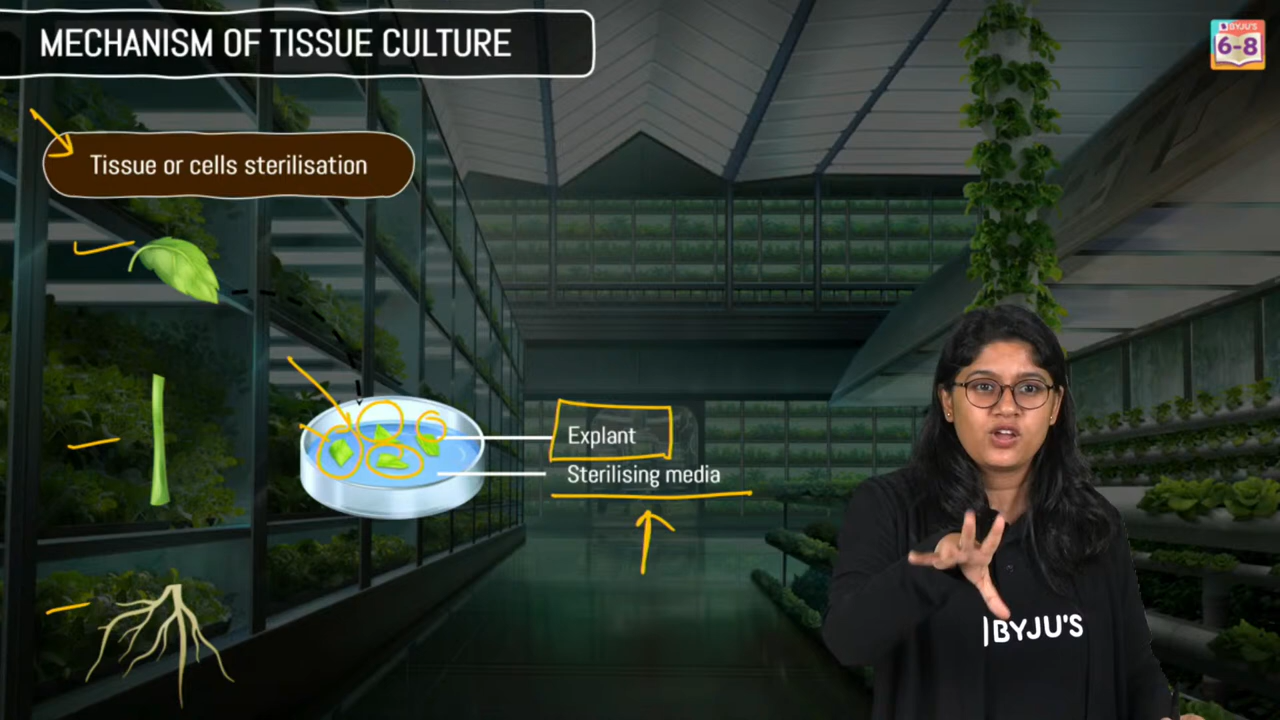 MECHANISM OF TISSUE CULTURE
BYJU'S
6-8
Tissue or cells sterilisation
Explant
Sterilising media
BYJU'S